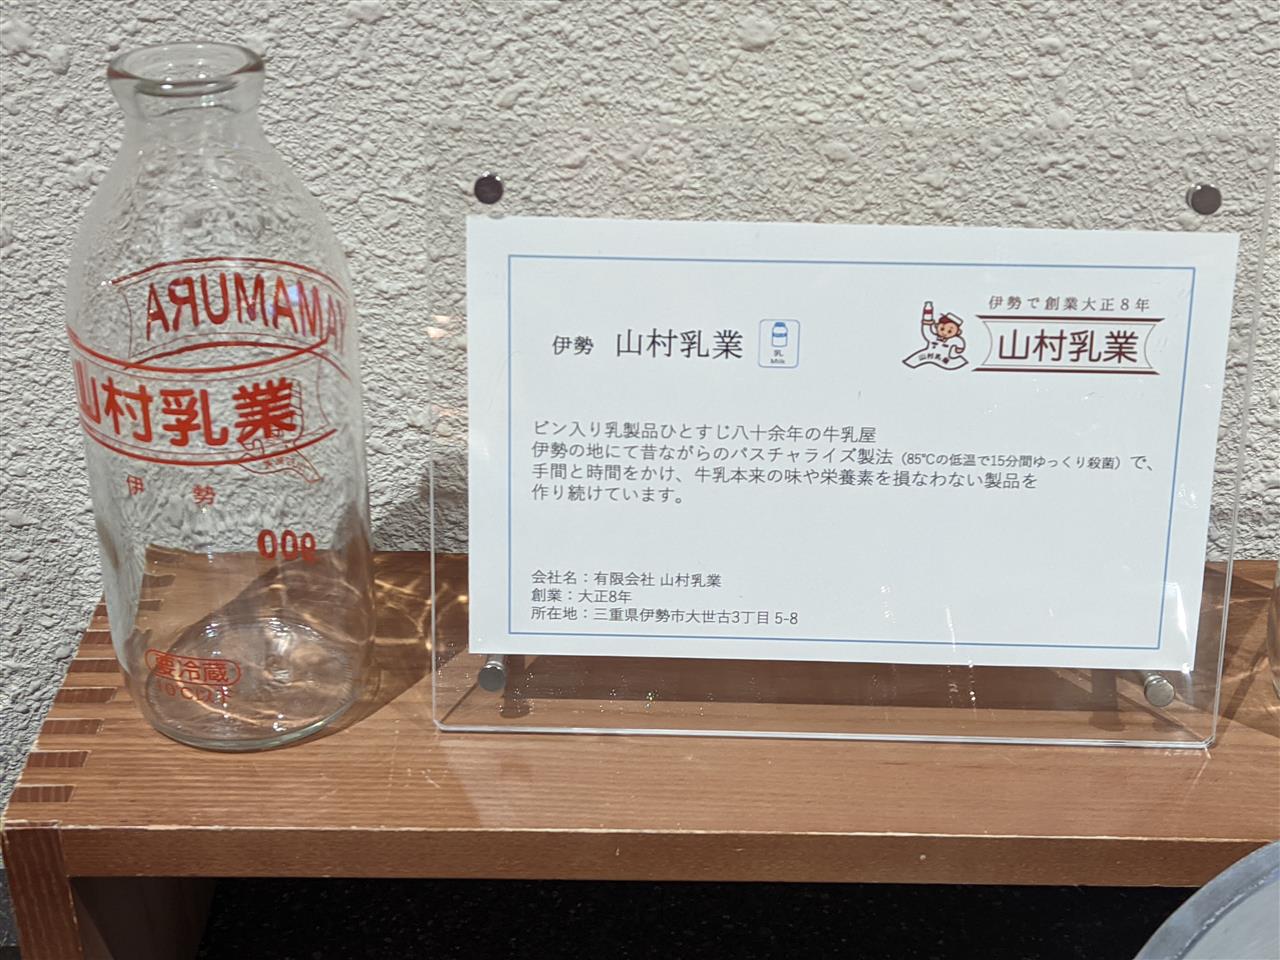 YAMAMURA
山村乳業
伊勢
900
要冷蔵
10℃以下
伊勢 山村乳業
乳
Milk
伊勢で創業大正8年
山村乳業
山村乳業
ビン入り乳製品ひとすじ八十余年の牛乳屋
伊勢の地にて昔ながらのパスチャライズ製法（85℃の低温で15分間ゆっくり殺菌）で、
手間と時間をかけ、牛乳本来の味や栄養素を損なわない製品を
作り続けています。
会社名：有限会社 山村乳業
創業：大正8年
所在地：三重県伊勢市大世古3丁目 5-8